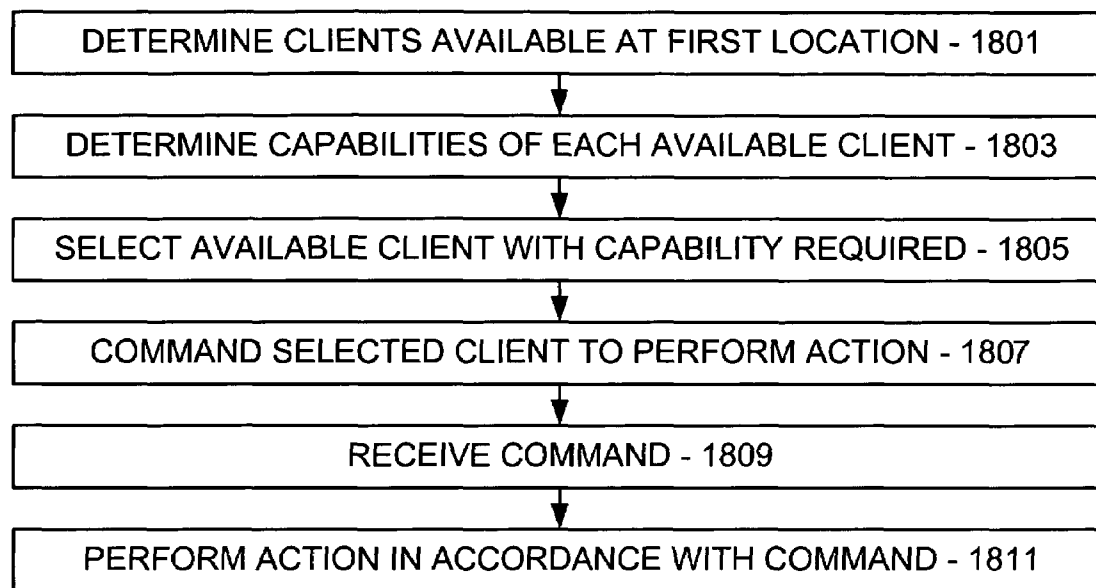 DETERMINE CLIENTS AVAILABLE AT FIRST LOCATION - 1801
DETERMINE CAPABILITIES OF EACH AVAILABLE CLIENT - 1803
SELECT AVAILABLE CLIENT WITH CAPABILITY REQUIRED - 1805
COMMAND SELECTED CLIENT TO PERFORM ACTION - 1807
RECEIVE COMMAND - 1809
PERFORM ACTION IN ACCORDANCE WITH COMMAND - 1811